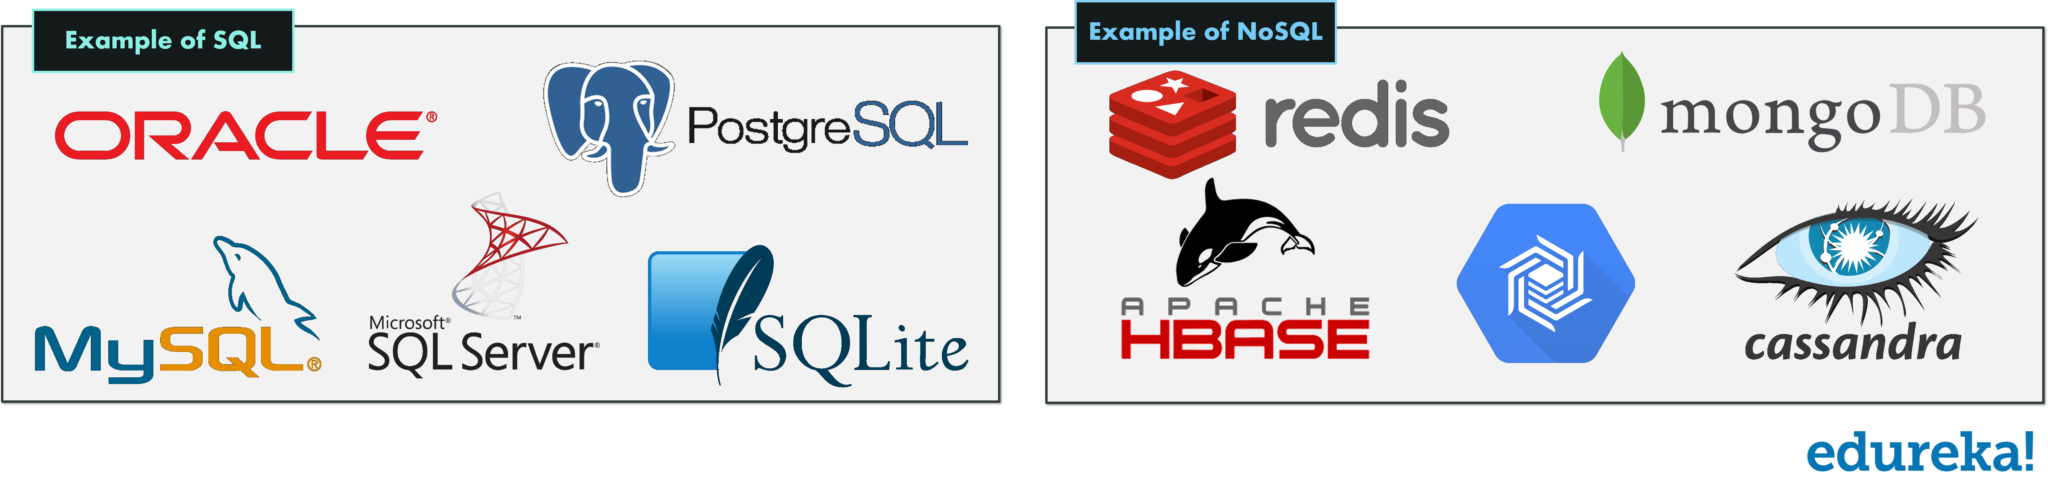 Example of SQL
ORACLE®
PostgreSQL
MySQL®
Microsoft®
SQL Server®
™
SQLite
Example of NoSQL
redis
mongoDB
APACHE
HBASE
cassandra
edureka!